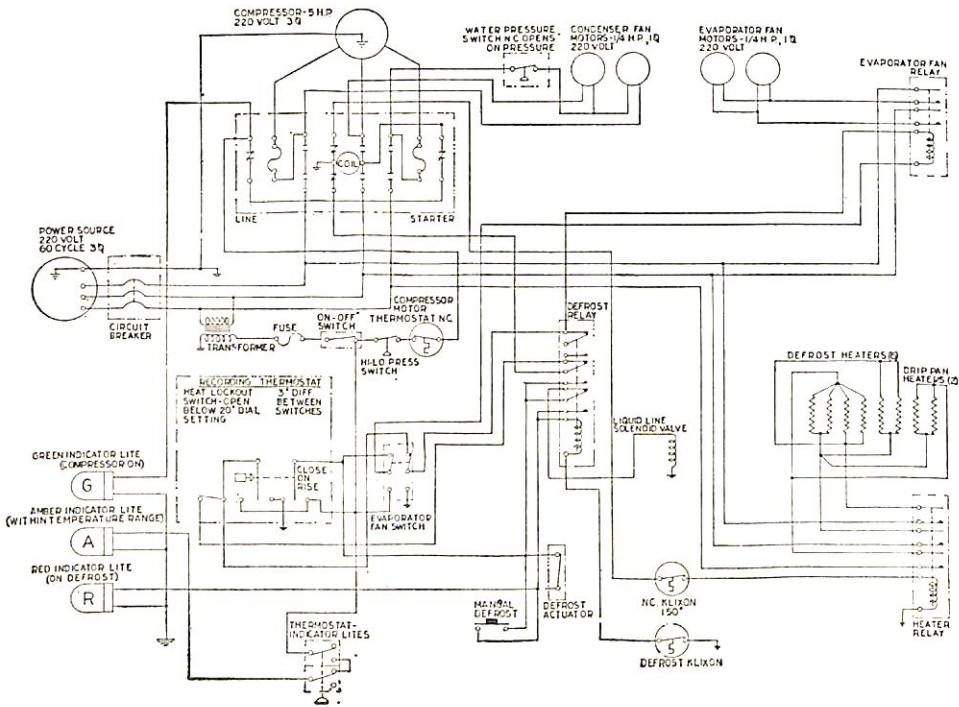 COMPRESSOR-5 H.P.
220 VOLT 3Φ
WATER PRESSURE
SWITCH N C OPENS
ON PRESSURE
CONDENSER FAN
MOTORS-1/4 H.P., 1Φ
220 VOLT
EVAPORATOR FAN
MOTORS-1/4 H.P., 1Φ
220 VOLT
EVAPORATOR FAN
RELAY
COIL
LINE
STARTER
POWER SOURCE
220 VOLT
60 CYCLE 3Φ
CIRCUIT
BREAKER
TRANSFORMER
FUSE
ON-OFF
SWITCH
COMPRESSOR
MOTOR
THERMOSTAT N.C.
HI-LO PRESS
SWITCH
DEFROST
RELAY
DEFROST HEATERS(5)
DRIP PAN
HEATERS (2)
RECORDING THERMOSTAT
HEAT LOCKOUT
SWITCH-OPEN
BELOW 20° DIAL
SETTING
3° DIFF
BETWEEN
SWITCHES
LIQUID LINE
SOLENOID VALVE
GREEN INDICATOR LITE
(COMPRESSOR ON)
G
CLOSE
ON
RISE
EVAPORATOR
FAN SWITCH
AMBER INDICATOR LITE
(WITHIN TEMPERATURE RANGE)
A
RED INDICATOR LITE
(ON DEFROST)
R
THERMOSTAT-
INDICATOR LITES
MANUAL
DEFROST
DEFROST
ACTUATOR
N.C. KLIXON
150°
DEFROST KLIXON
HEATER
RELAY